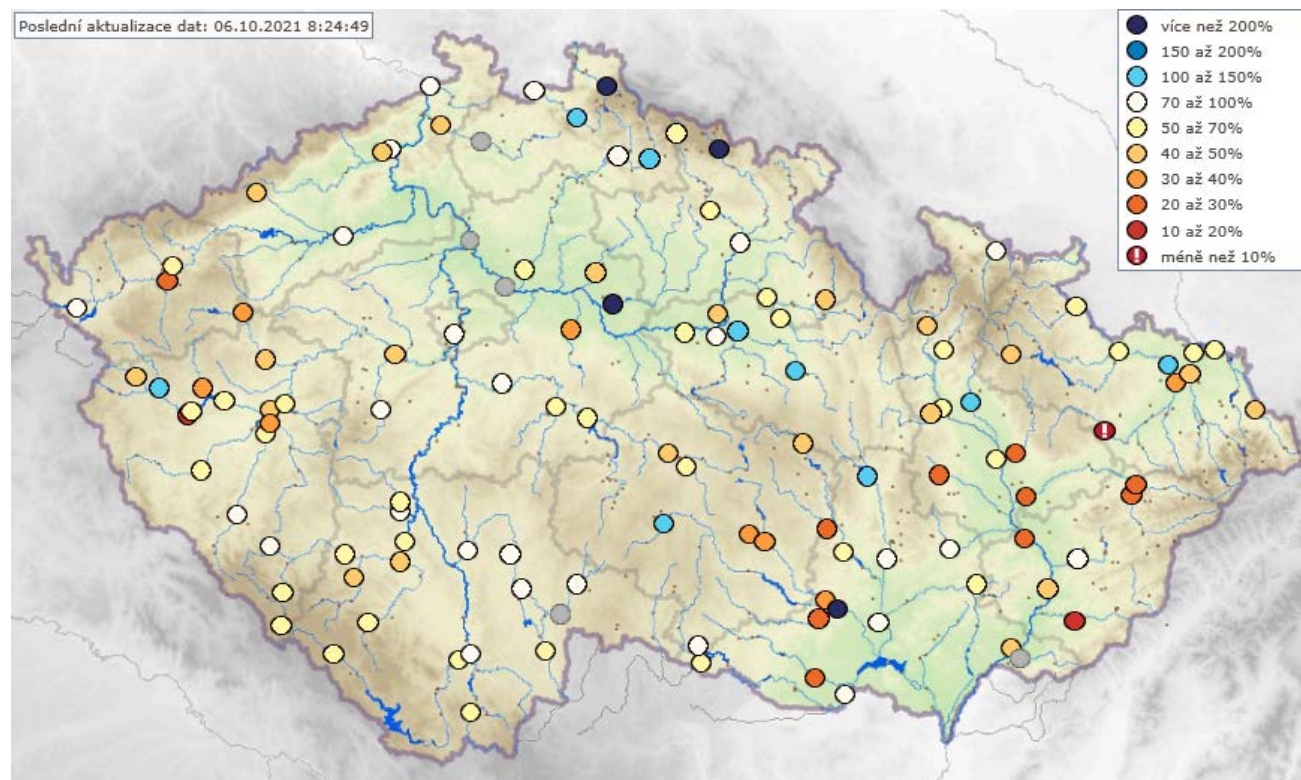 Poslední aktualizace dat: 06.10.2021 8:24:49
více než 200%
150 až 200%
100 až 150%
70 až 100%
50 až 70%
40 až 50%
30 až 40%
20 až 30%
10 až 20%
méně než 10%